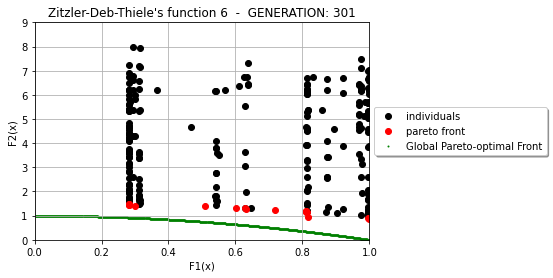 Zitzler-Deb-Thiele's function 6 - GENERATION: 301
9
8
7
6
5
4
3
2
1
0
F2(x)
0.0 0.2 0.4 0.6 0.8 1.0
F1(x)
individuals
pareto front
Global Pareto-optimal Front